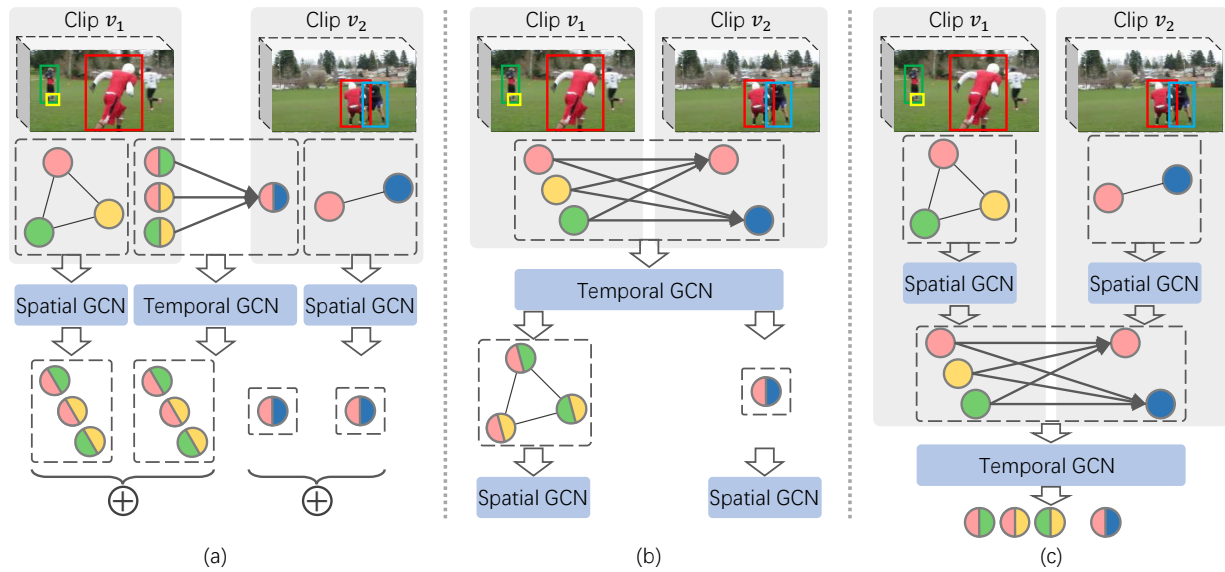 Clip v₁
Clip v₂
Spatial GCN
Temporal GCN
Spatial GCN
(a)
Clip v₁
Clip v₂
Temporal GCN
Spatial GCN
Spatial GCN
(b)
Clip v₁
Clip v₂
Spatial GCN
Spatial GCN
Temporal GCN
(c)